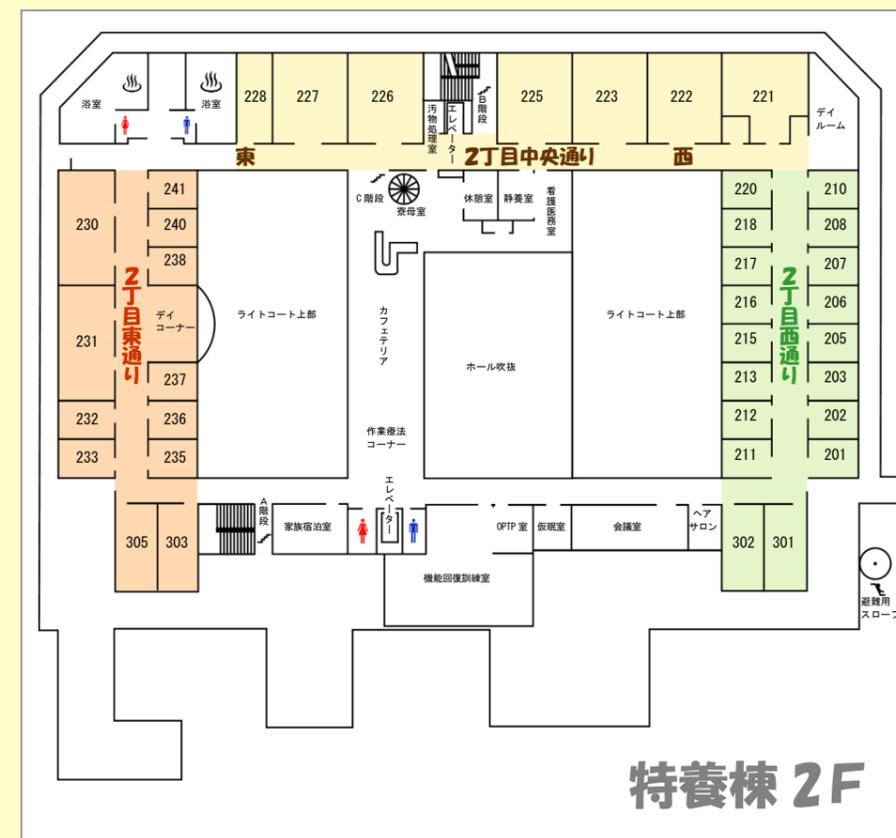 浴室
浴室
228
227
226
汚物処理室
エレベーター
B階段
225
223
222
221
デイ
ルーム
東
2丁目中央通り
西
230
241
240
238
C階段
寮母室
休憩室
静養室
看護医務室
220
210
218
208
217
207
2丁目東通り
231
デイ
コーナー
ライトコート上部
カフェテリア
ホール吹抜
ライトコート上部
2丁目西通り
216
206
215
205
237
213
203
232
236
212
202
233
235
作業療法
コーナー
211
201
305
303
A階段
家族宿泊室
エレベーター
OPTP室
仮眠室
会議室
ヘア
サロン
302
301
機能回復訓練室
避難用
スロープ
特養棟 2F